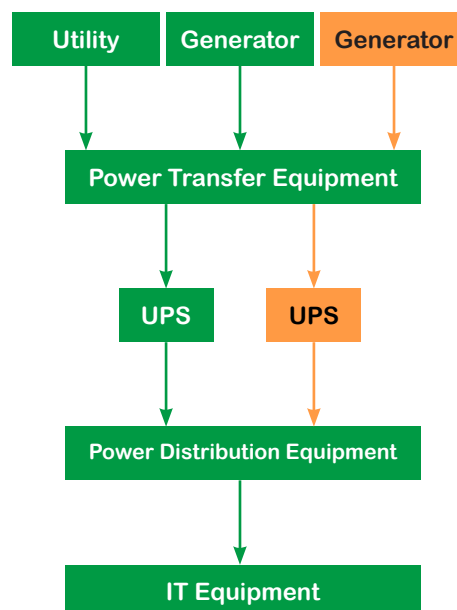 Utility
Generator
Generator
Power Transfer Equipment
UPS
UPS
Power Distribution Equipment
IT Equipment